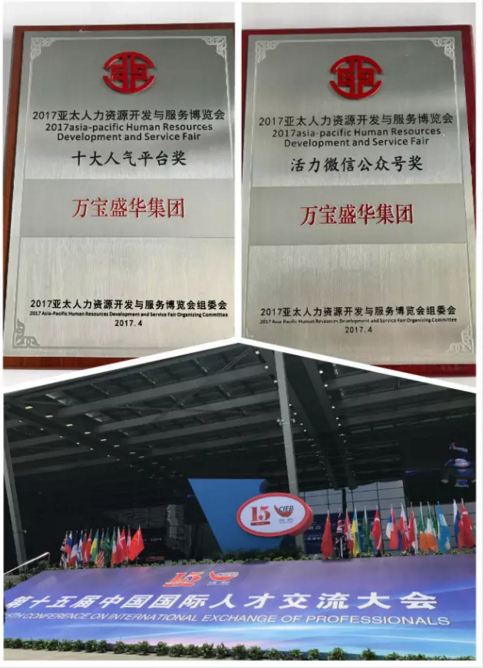 2017亚太人力资源开发与服务博览会
2017asia-pacific Human Resources
Development and Service Fair
十大人气平台奖
万宝盛华集团
2017亚太人力资源开发与服务博览会组委会
2017 Asia-Pacific Human Resources Development and Service Fair Organizing Committee
2017.4
2017亚太人力资源开发与服务博览会
2017asia-pacific Human Resources
Development and Service Fair
活力微信公众号奖
万宝盛华集团
2017亚太人力资源开发与服务博览会组委会
2017 Asia-Pacific Human Resources Development and Service Fair Organizing Committee
2017.4
15 CIEP
15
第十五届中国国际人才交流大会
CONFERENCE ON INTERNATIONAL EXCHANGE OF PROFESSIONALS